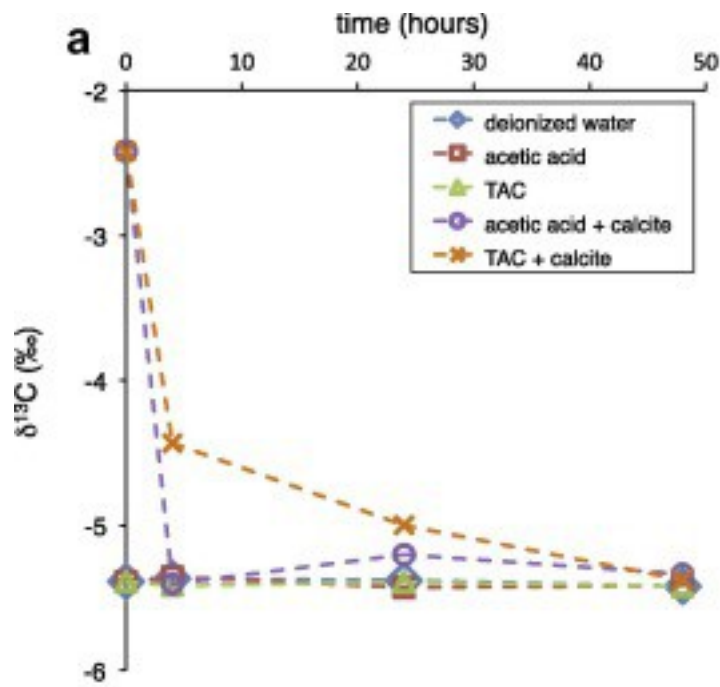 a
time (hours)
0 10 20 30 40 50
-2
-3
-4
-5
-6
δ13C (‰)
deionized water
acetic acid
TAC
acetic acid + calcite
TAC + calcite